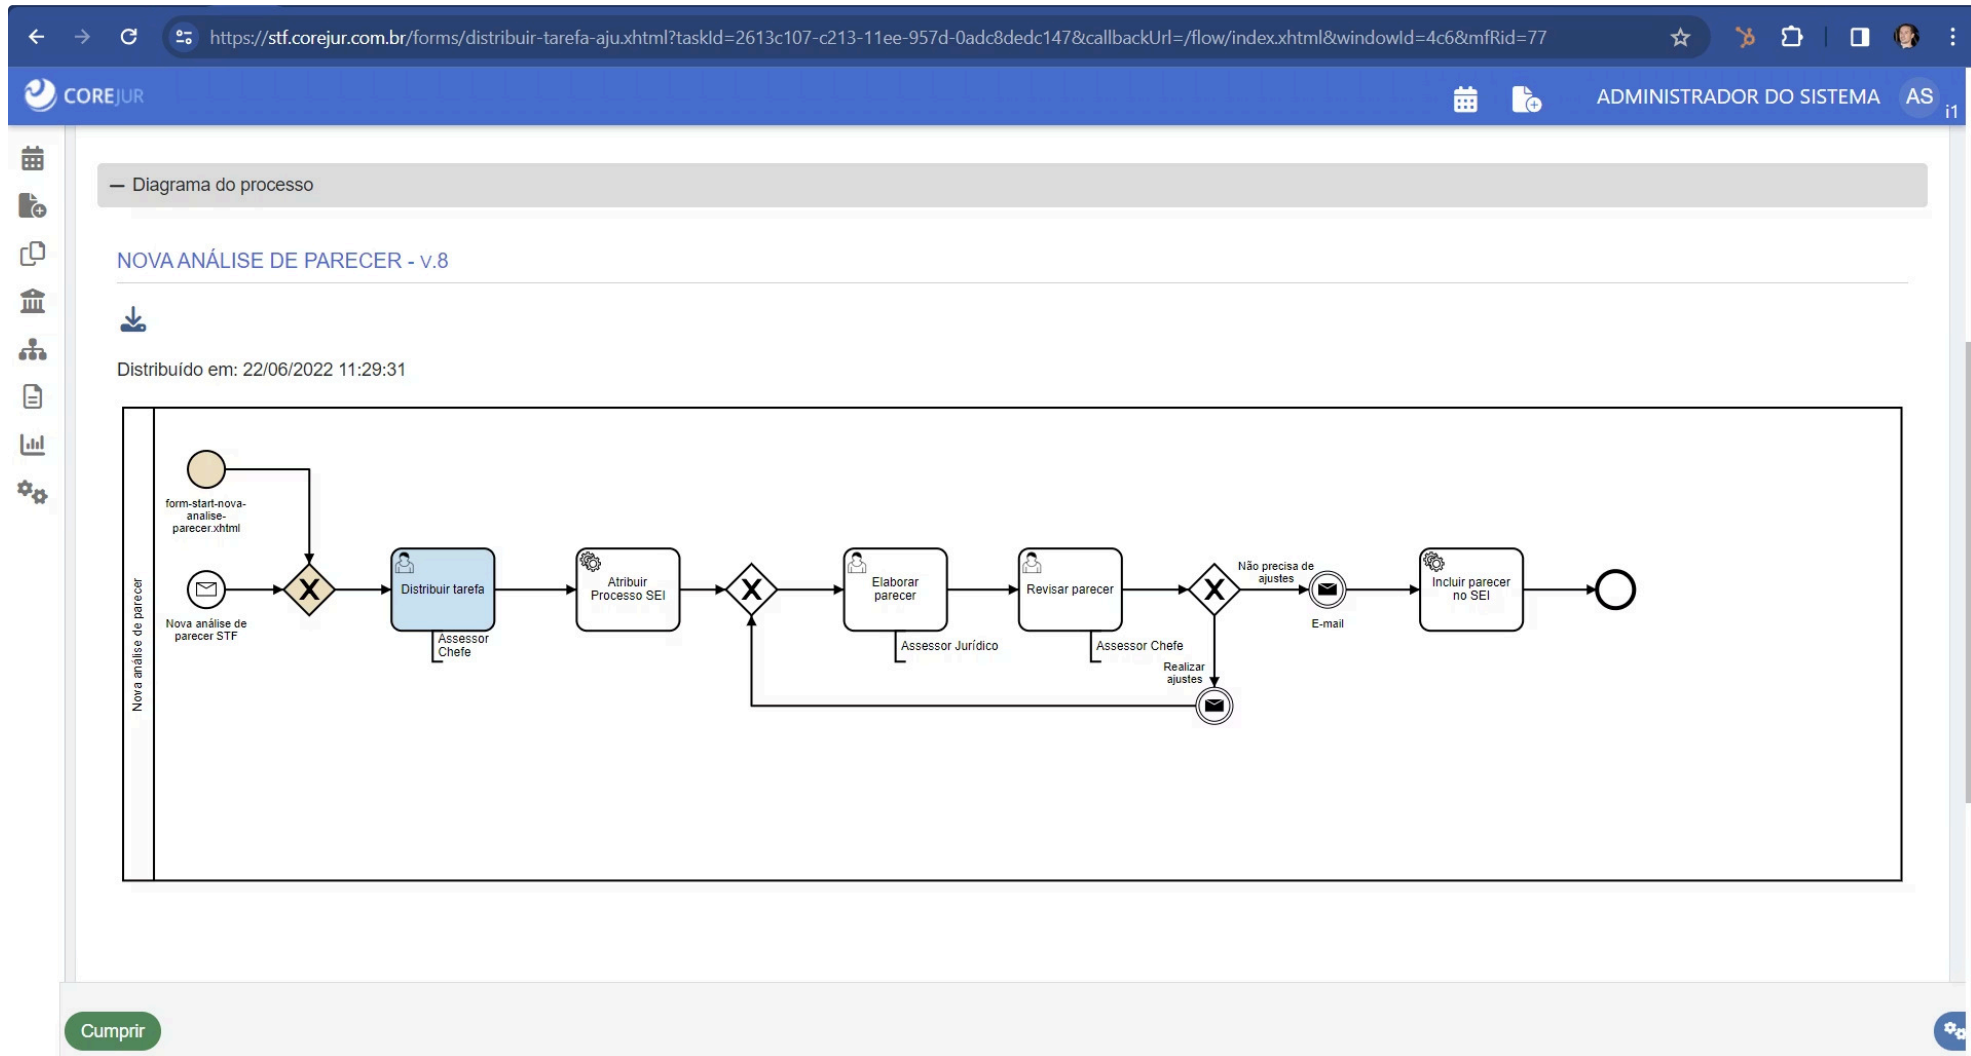 https://stf.corejur.com.br/forms/distribuir-tarefa-aju.xhtml?taskId=2613c107-c213-11ee-957d-0adc8dedc147&callbackUrl=/flow/index.xhtml&windowId=4c6&mfRid=77
COREJUR
ADMINISTRADOR DO SISTEMA
AS
i1
Diagrama do processo
NOVA ANÁLISE DE PARECER - v.8
Distribuído em: 22/06/2022 11:29:31
Nova análise de parecer
form-start-nova-
analise-
parecer.xhtml
Nova análise de
parecer STF
X
Distribuir tarefa
Assessor
Chefe
Atribuir
Processo SEI
X
Elaborar
parecer
Assessor Jurídico
Revisar parecer
Assessor Chefe
X
Não precisa de
ajustes
Realizar
ajustes
E-mail
Incluir parecer
no SEI
Cumprir